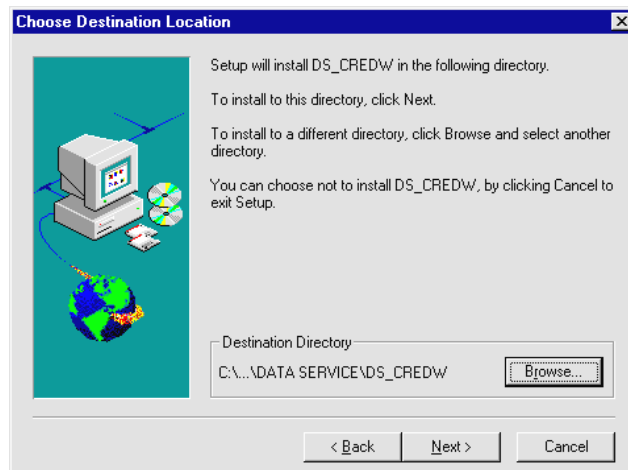 Choose Destination Location
Setup will install DS_CREDW in the following directory.
To install to this directory, click Next.
To install to a different directory, click Browse and select another
directory.
You can choose not to install DS_CREDW, by clicking Cancel to
exit Setup.
Destination Directory
C:\...\DATA SERVICE\DS_CREDW
Browse...
< Back
Next >
Cancel